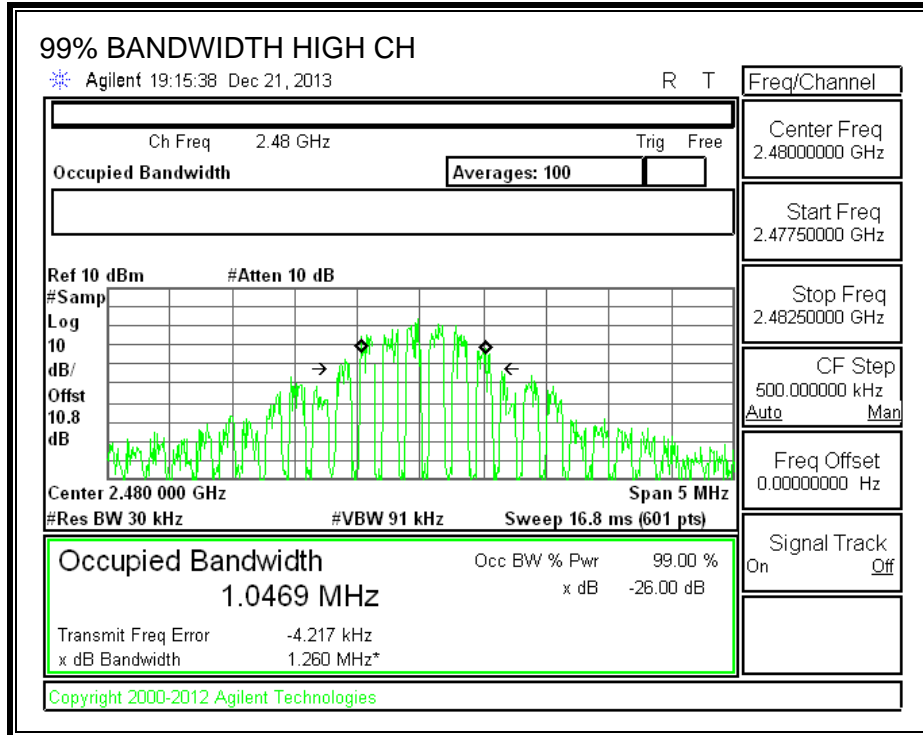 99% BANDWIDTH HIGH CH
Agilent 19:15:38 Dec 21, 2013 R T
Freq/Channel
Ch Freq 2.48 GHz Trig Free
Occupied Bandwidth Averages: 100
Center Freq
2.48000000 GHz
Start Freq
2.47750000 GHz
Stop Freq
2.48250000 GHz
CF Step
500.000000 kHz
Auto Man
Freq Offset
0.00000000 Hz
Signal Track
On Off
Ref 10 dBm #Atten 10 dB
#Samp
Log
10
dB/
Offst
10.8
dB
Center 2.480 000 GHz Span 5 MHz
#Res BW 30 kHz #VBW 91 kHz Sweep 16.8 ms (601 pts)
Occupied Bandwidth Occ BW % Pwr 99.00 %
1.0469 MHz x dB -26.00 dB
Transmit Freq Error -4.217 kHz
x dB Bandwidth 1.260 MHz*
Copyright 2000-2012 Agilent Technologies